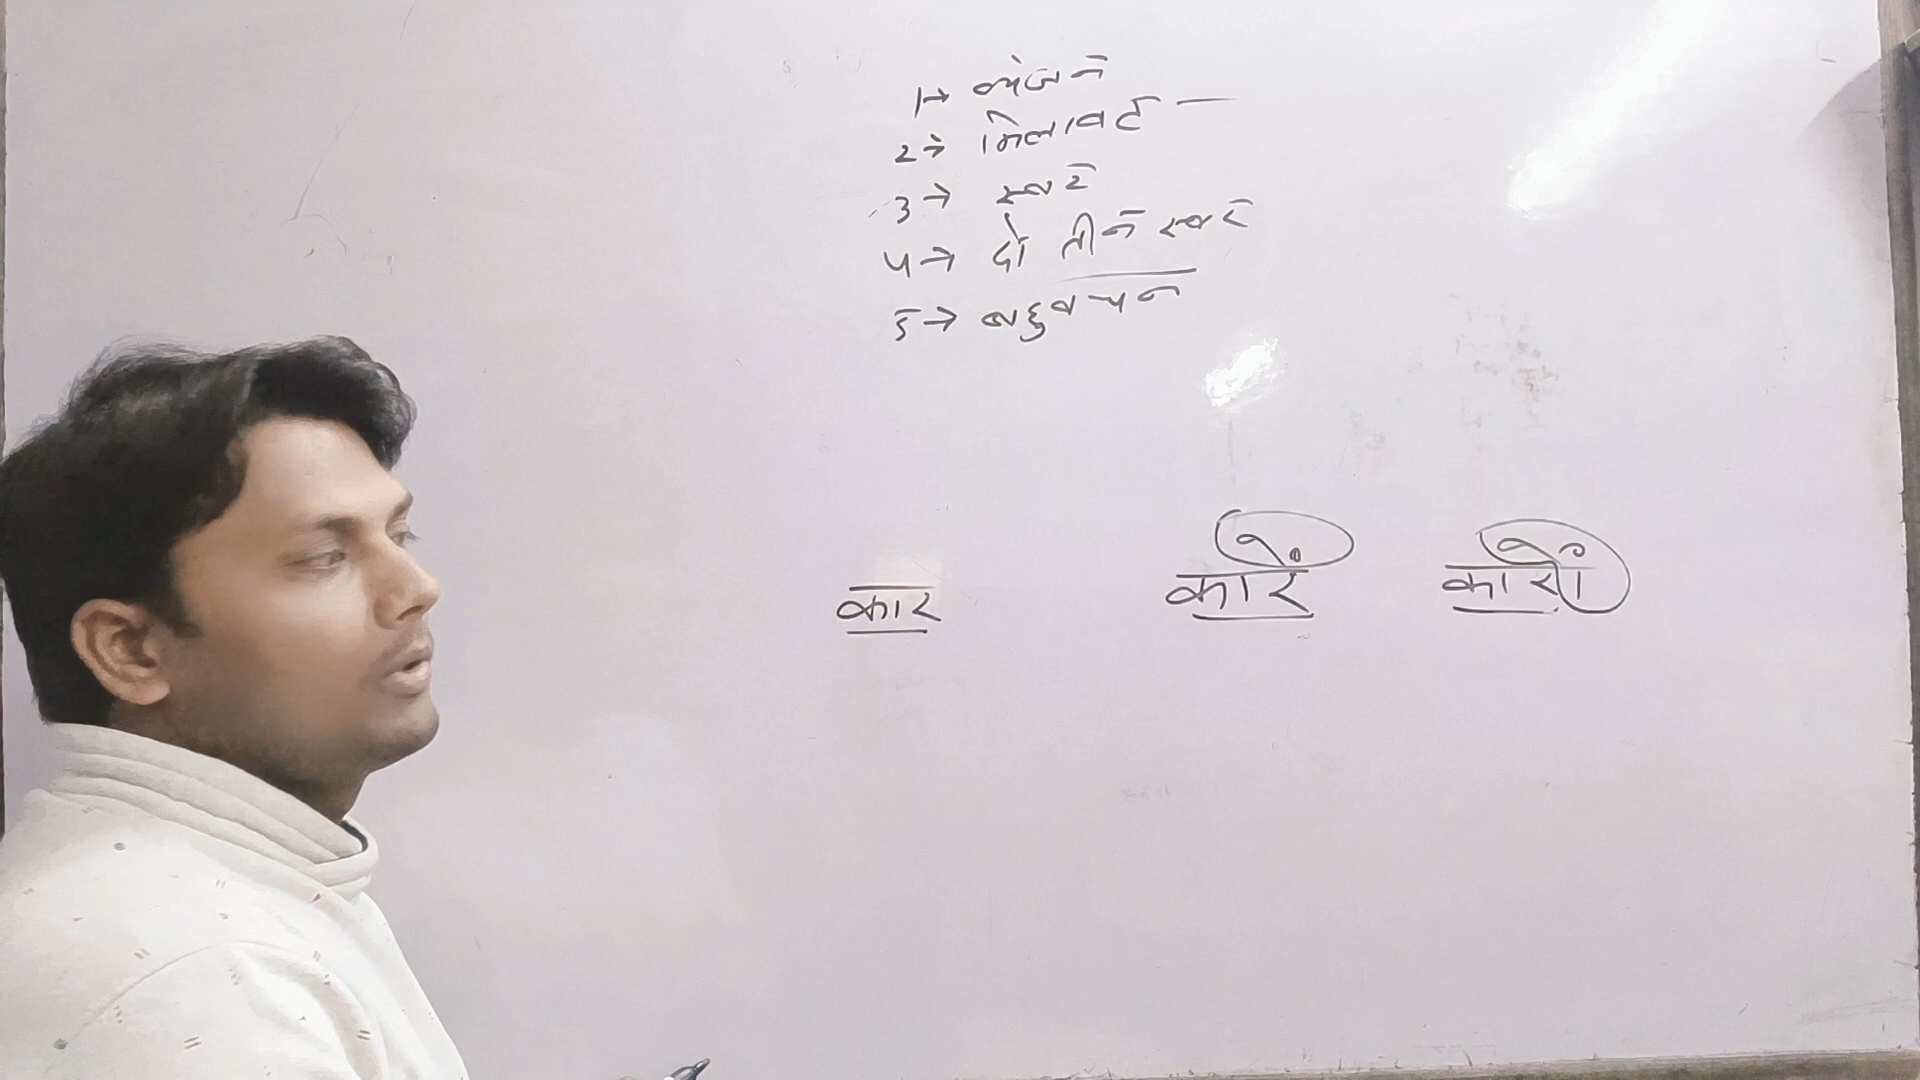 1→ व्यंजन
2→ मिलावट —
3→ स्वर
4→ दो तीन स्वर
5→ बहुवचन
कार कारें कारों